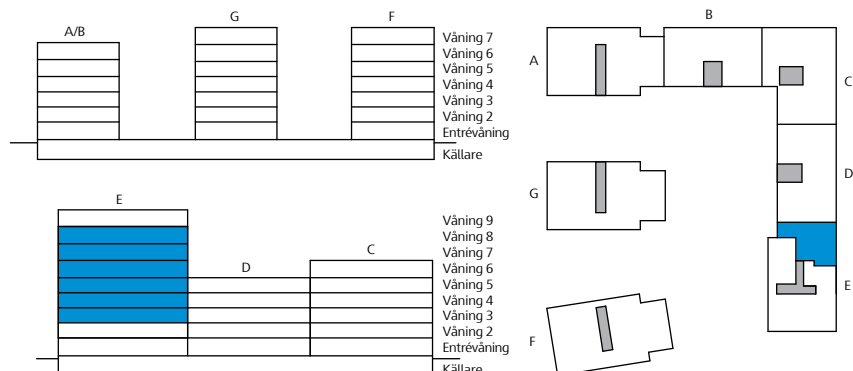 A/B
G
F
Våning 7
Våning 6
Våning 5
Våning 4
Våning 3
Våning 2
Entrévåning
Källare
E
D
C
Våning 9
Våning 8
Våning 7
Våning 6
Våning 5
Våning 4
Våning 3
Våning 2
Entrévåning
Källare
B
A
C
G
D
E
F